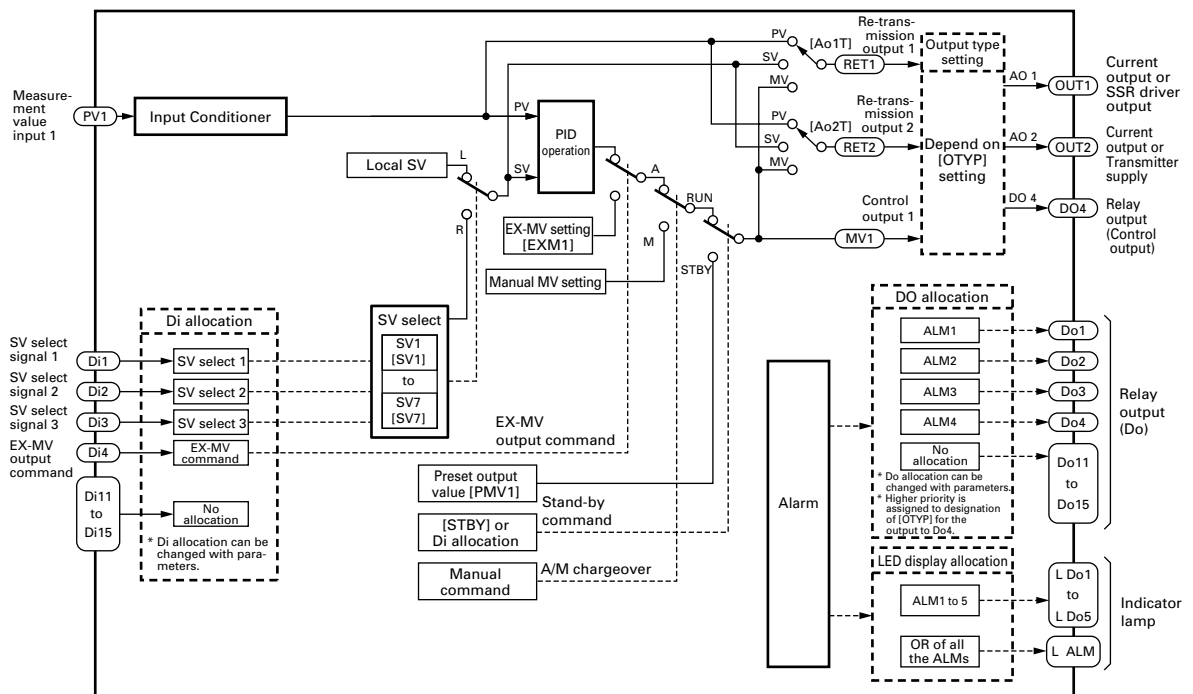 Measure-
ment
value
input 1
PV1
Input Conditioner
PV
PID
operation
Local SV
L
SV
R
A
RUN
EX-MV setting
[EXM1]
M
STBY
Manual MV setting
PV
[Ao1T]
Re-trans-
mission
output 1
SV
RET1
MV
PV
[Ao2T]
Re-trans-
mission
output 2
SV
RET2
MV
Control
output 1
MV1
Output type
setting
Depend on
[OTYP]
setting
AO 1
OUT1
Current
output or
SSR driver
output
AO 2
OUT2
Current
output or
Transmitter
supply
DO 4
DO4
Relay
output
(Control
output)
SV select
signal 1
Di1
SV select
signal 2
Di2
SV select
signal 3
Di3
EX-MV
output
command
Di4
Di11
to
Di15
Di allocation
SV select 1
SV select 2
SV select 3
EX-MV
command
No
allocation
* Di allocation can be
changed with para-
meters.
SV select
SV1
[SV1]
to
SV7
[SV7]
EX-MV
output command
Preset output
value [PMV1]
Stand-by
command
[STBY] or
Di allocation
A/M chargeover
Manual
command
Alarm
DO allocation
ALM1
ALM2
ALM3
ALM4
No
allocation
* Do allocation can be
changed with parameters.
* Higher priority is
assigned to designation
of [OTYP] for the
output to Do4.
Do1
Do2
Do3
Do4
Do11
to
Do15
Relay
output
(Do)
LED display allocation
ALM1 to 5
OR of all
the ALMs
L Do1
to
L Do5
L ALM
Indicator
lamp